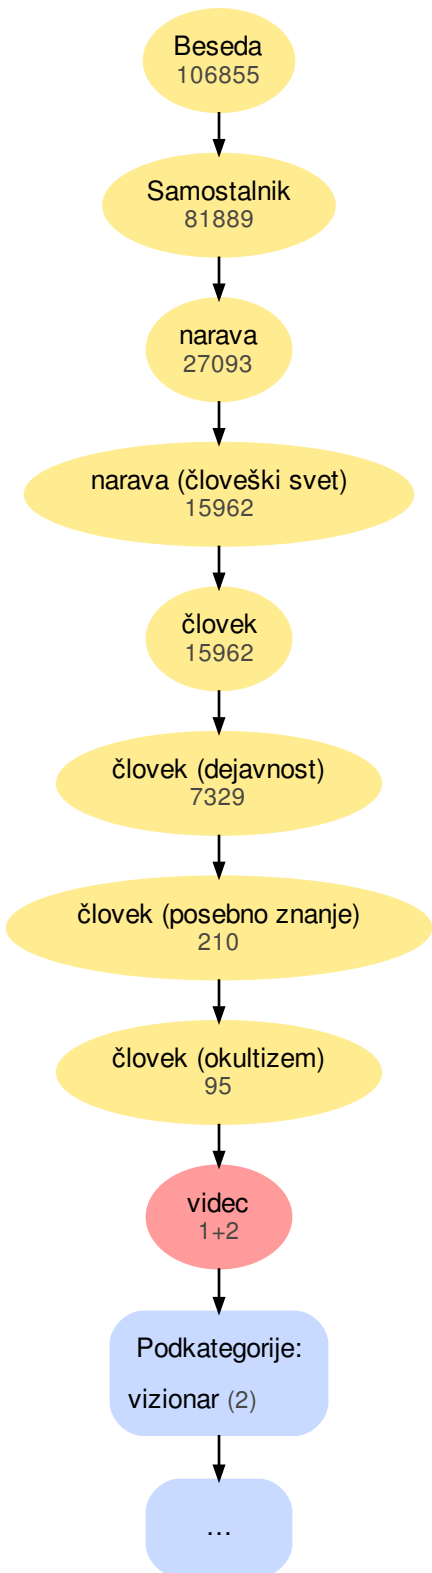 Beseda
106855
Samostalnik
81889
narava
27093
narava (človeški svet)
15962
človek
15962
človek (dejavnost)
7329
človek (posebno znanje)
210
človek (okultizem)
95
videc
1+2
Podkategorije:
vizionar (2)
...